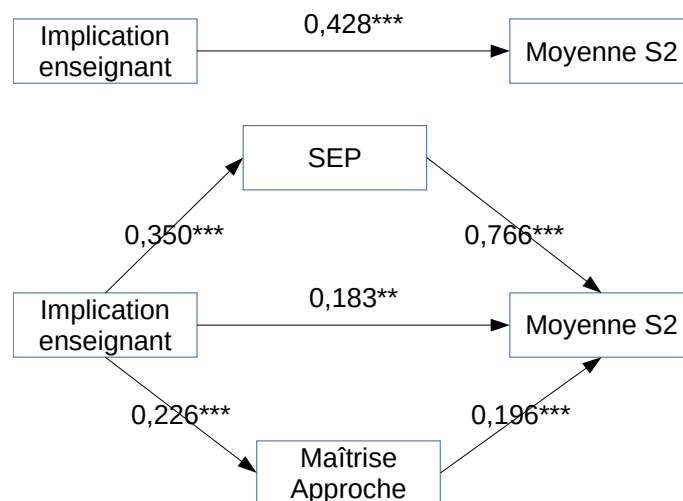 Implication
enseignant
0,428***
Moyenne S2
SEP
0,350***
0,766***
Implication
enseignant
0,183**
Moyenne S2
0,226***
0,196***
Maîtrise
Approche